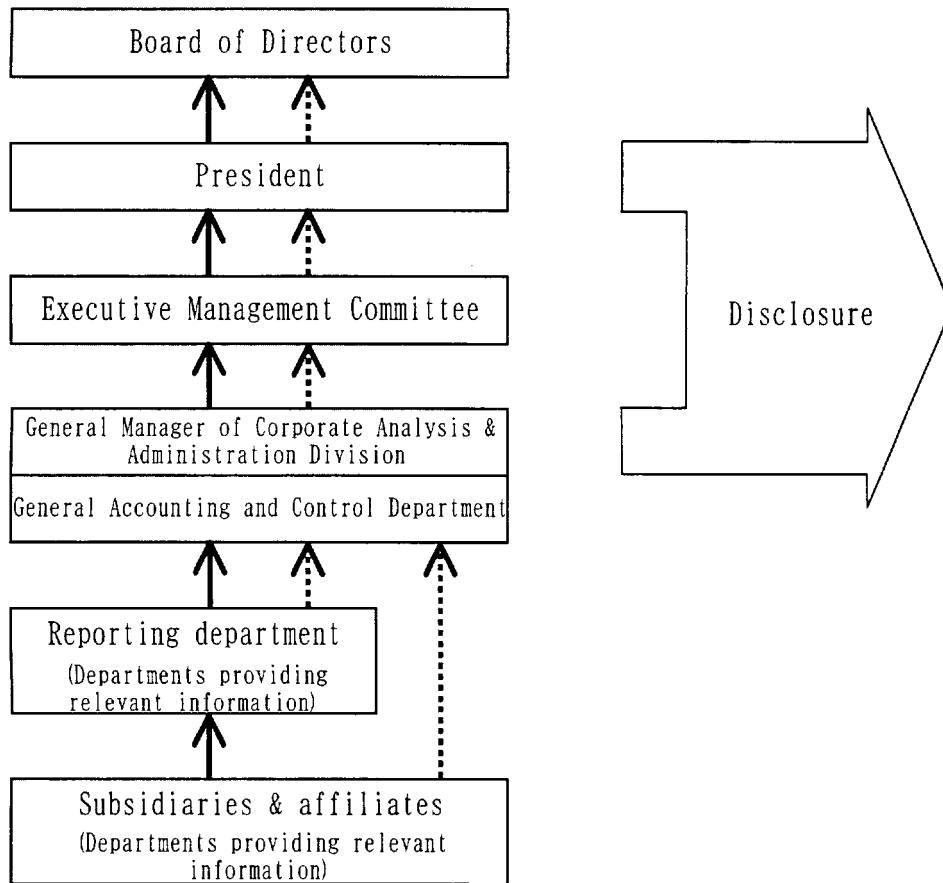 Board of Directors
President
Executive Management Committee
Disclosure
General Manager of Corporate Analysis &
Administration Division
General Accounting and Control Department
Reporting department
(Departments providing
relevant information)
Subsidiaries & affiliates
(Departments providing relevant
information)